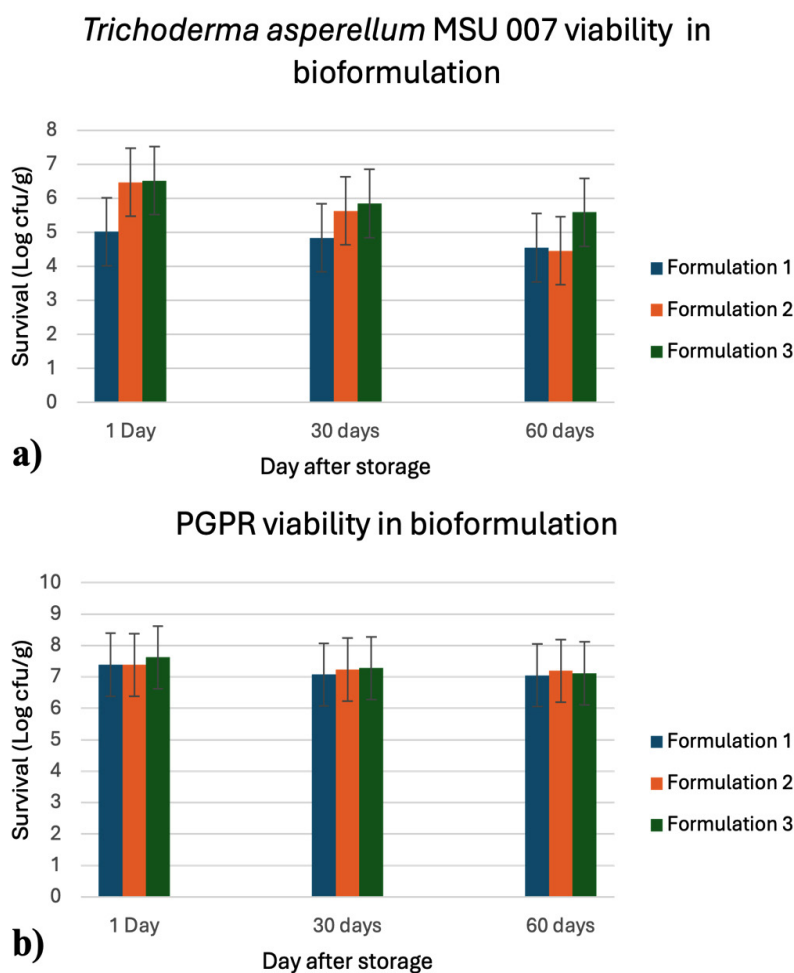 Trichoderma asperellum MSU 007 viability in
bioformulation
Survival (Log cfu/g)
8
7
6
5
4
3
2
1
0
1 Day
30 days
60 days
Day after storage
Formulation 1
Formulation 2
Formulation 3
a)
PGPR viability in bioformulation
Survival (Log cfu/g)
10
9
8
7
6
5
4
3
2
1
0
1 Day
30 days
60 days
Day after storage
Formulation 1
Formulation 2
Formulation 3
b)